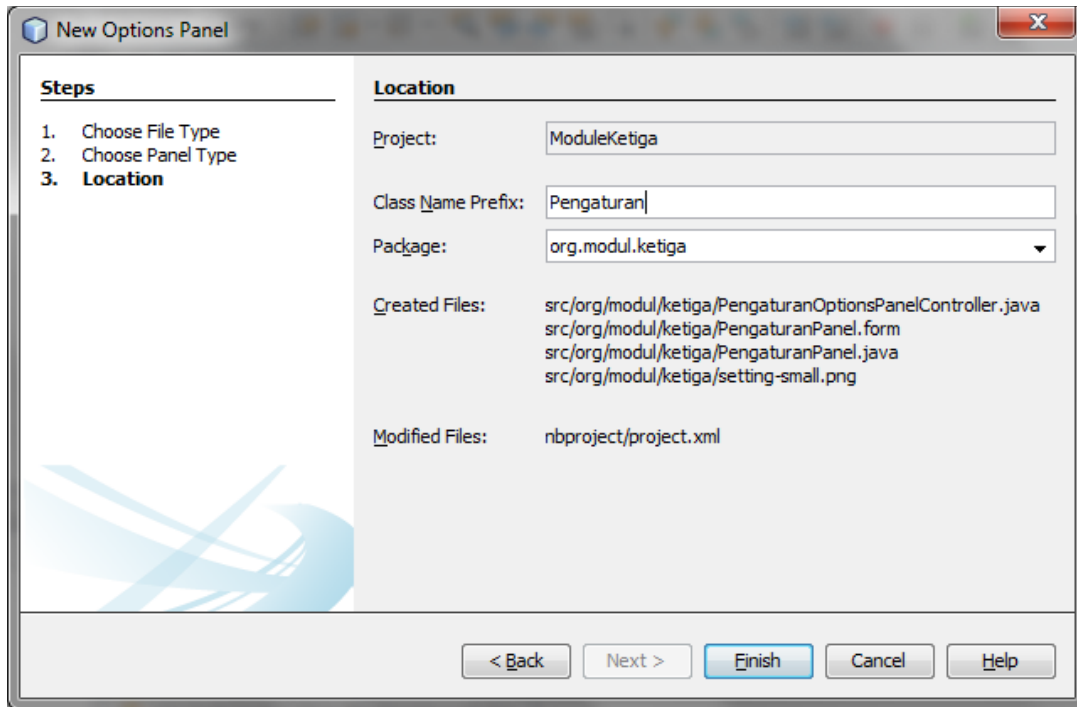 New Options Panel
Steps
1. Choose File Type
2. Choose Panel Type
3. Location
Location
Project: ModuleKetiga
Class Name Prefix: Pengaturan
Package: org.modul.ketiga
Created Files: src/org/modul/ketiga/PengaturanOptionsPanelController.java
src/org/modul/ketiga/PengaturanPanel.form
src/org/modul/ketiga/PengaturanPanel.java
src/org/modul/ketiga/setting-small.png
Modified Files: nbproject/project.xml
< Back Next > Finish Cancel Help